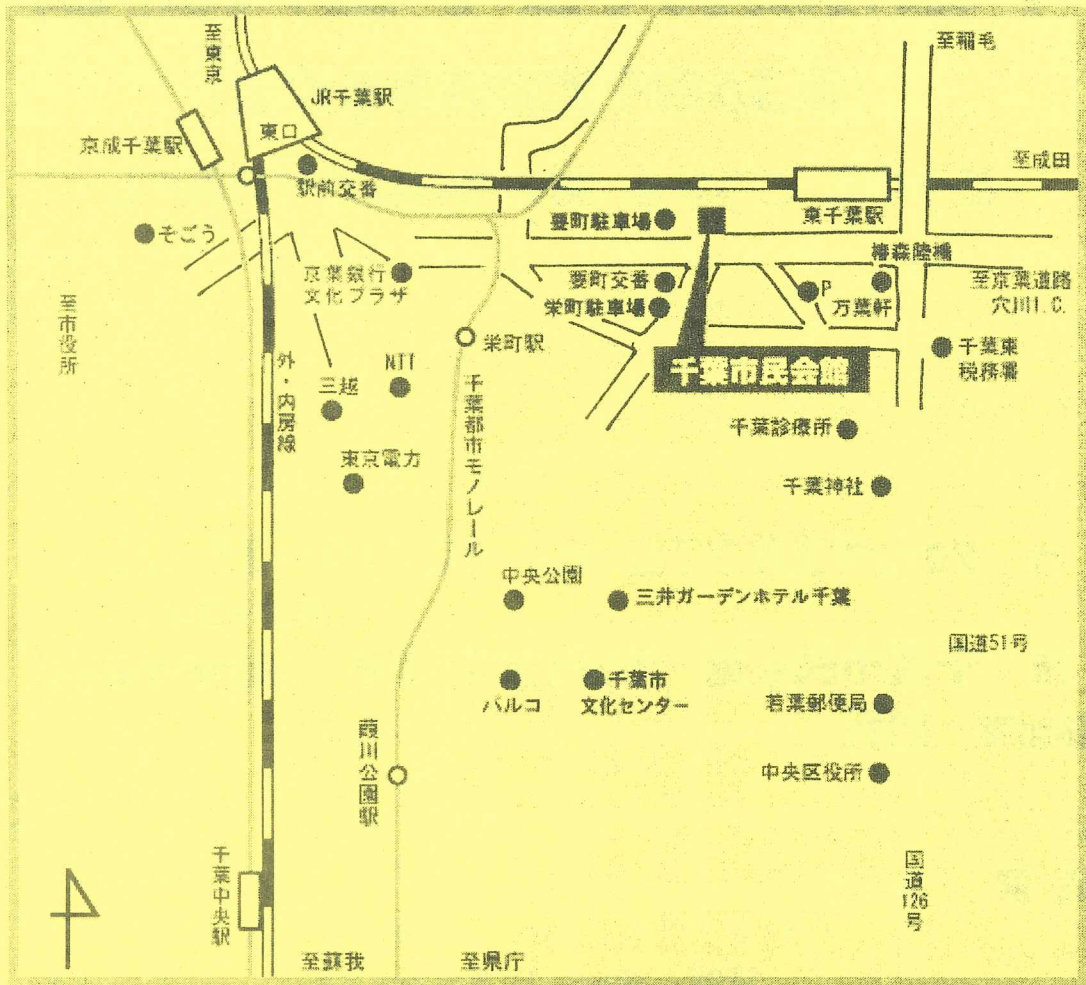 至東京
JR千葉駅
東口
京成千葉駅
駅前交番
そごう
京葉銀行
文化プラザ
至市役所
外・内房線
三越
NTT
東京電力
栄町駅
千葉都市モノレール
要町駐車場
要町交番
栄町駐車場
千葉市民会館
至稲毛
至成田
東千葉駅
椿森陸橋
P
万葉軒
至京葉道路
穴川I.C.
千葉東
税務署
千葉診療所
千葉神社
中央公園
三井ガーデンホテル千葉
国道51号
パルコ
千葉市
文化センター
若葉郵便局
中央区役所
葭川公園駅
千葉中央駅
国道126号
至蘇我
至県庁